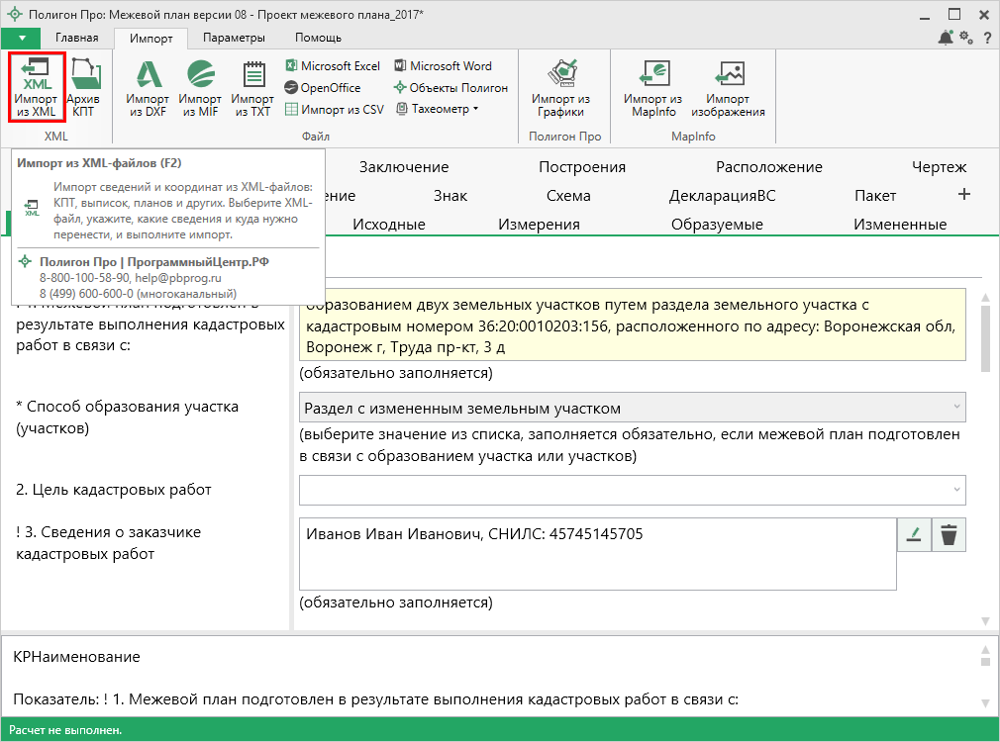 Полигон Про: Межевой план версии 08 - Проект межевого плана_2017*
Главная Импорт Параметры Помощь
XML
Импорт из XML
Архив КПТ
XML
Импорт из DXF
Импорт из MIF
Импорт из TXT
Microsoft Excel
OpenOffice
Импорт из CSV
Microsoft Word
Объекты Полигон
Тахеометр
Файл
Импорт из Графики
Полигон Про
Импорт из MapInfo
Импорт изображения
MapInfo
Импорт из XML-файлов (F2)
XML
Импорт сведений и координат из XML-файлов:
КПТ, выписок, планов и других. Выберите XML-
файл, укажите, какие сведения и куда нужно
перенести, и выполните импорт.
Полигон Про | ПрограммныйЦентр.РФ
8-800-100-58-90, help@pbprog.ru
8 (499) 600-600-0 (многоканальный)
Заключение Построения Расположение Чертеж
ение Знак Схема ДекларацияВС Пакет +
Исходные Измерения Образуемые Измененные
результате выполнения кадастровых
работ в связи с:
образованием двух земельных участков путем раздела земельного участка с
кадастровым номером 36:20:0010203:156, расположенного по адресу: Воронежская обл,
Воронеж г, Труда пр-кт, 3 д
(обязательно заполняется)
* Способ образования участка
(участков)
Раздел с измененным земельным участком
(выберите значение из списка, заполняется обязательно, если межевой план подготовлен
в связи с образованием участка или участков)
2. Цель кадастровых работ
! 3. Сведения о заказчике
кадастровых работ
Иванов Иван Иванович, СНИЛС: 45745145705
(обязательно заполняется)
КРНаименование
Показатель: ! 1. Межевой план подготовлен в результате выполнения кадастровых работ в связи с:
Расчет не выполнен.